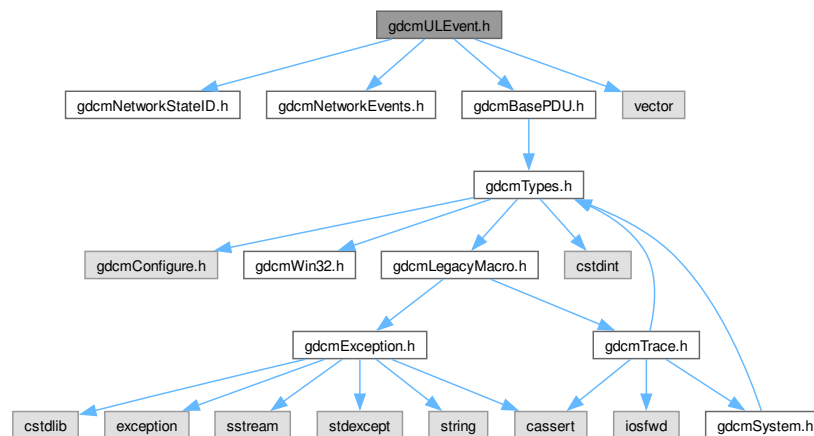 gdcmULEvent.h
gdcmNetworkStateID.h
gdcmNetworkEvents.h
gdcmBasePDU.h
vector
gdcmTypes.h
gdcmConfigure.h
gdcmWin32.h
gdcmLegacyMacro.h
cstdint
gdcmException.h
gdcmTrace.h
cstdlib
exception
sstream
stdexcept
string
cassert
iosfwd
gdcmSystem.h